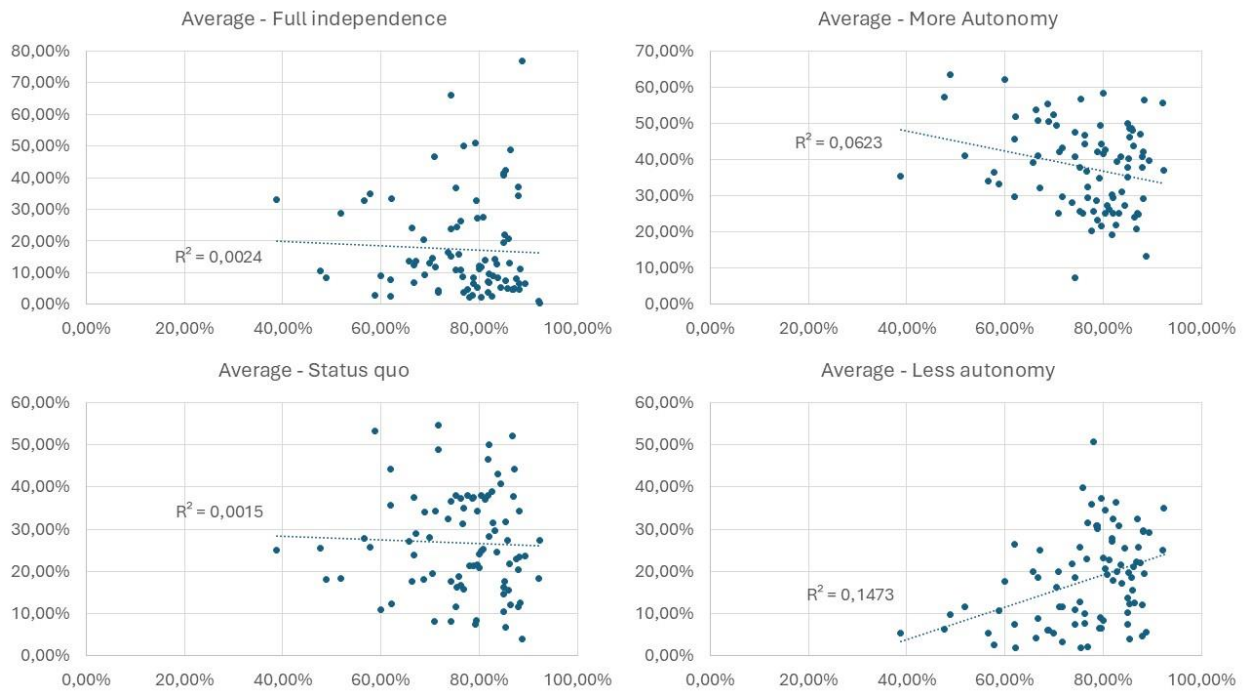 Average - Full independence
80,00%
70,00%
60,00%
50,00%
40,00%
30,00%
20,00%
10,00%
0,00%
R² = 0,0024
0,00% 20,00% 40,00% 60,00% 80,00% 100,00%
Average - More Autonomy
70,00%
60,00%
50,00%
40,00%
30,00%
20,00%
10,00%
0,00%
R² = 0,0623
0,00% 20,00% 40,00% 60,00% 80,00% 100,00%
Average - Status quo
60,00%
50,00%
40,00%
30,00%
20,00%
10,00%
0,00%
R² = 0,0015
0,00% 20,00% 40,00% 60,00% 80,00% 100,00%
Average - Less autonomy
60,00%
50,00%
40,00%
30,00%
20,00%
10,00%
0,00%
R² = 0,1473
0,00% 20,00% 40,00% 60,00% 80,00% 100,00%